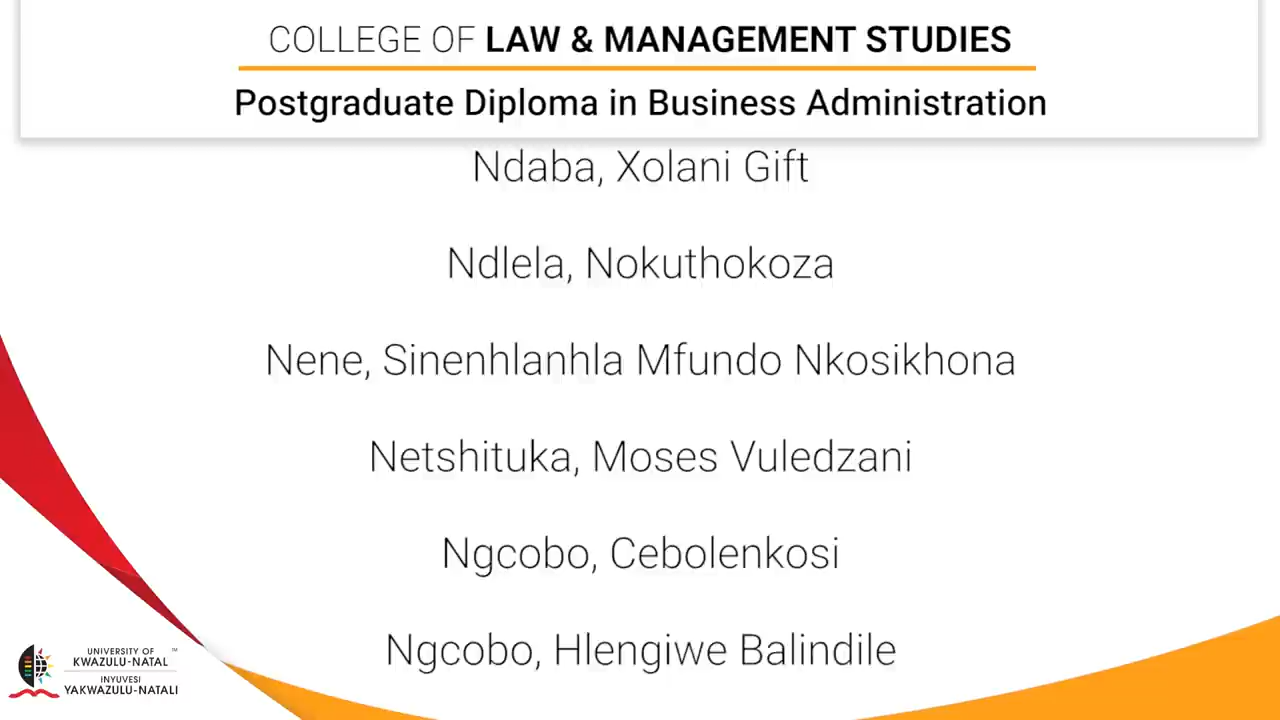 COLLEGE OF LAW & MANAGEMENT STUDIES
Postgraduate Diploma in Business Administration
Ndaba, Xolani Gift
Ndlela, Nokuthokoza
Nene, Sinenhlanhla Mfundo Nkosikhona
Netshituka, Moses Vuledzani
Ngcobo, Cebolenkosi
Ngcobo, Hlengiwe Balindile
UNIVERSITY OF ™
KWAZULU-NATAL
INYUVESI
YAKWAZULU-NATALI